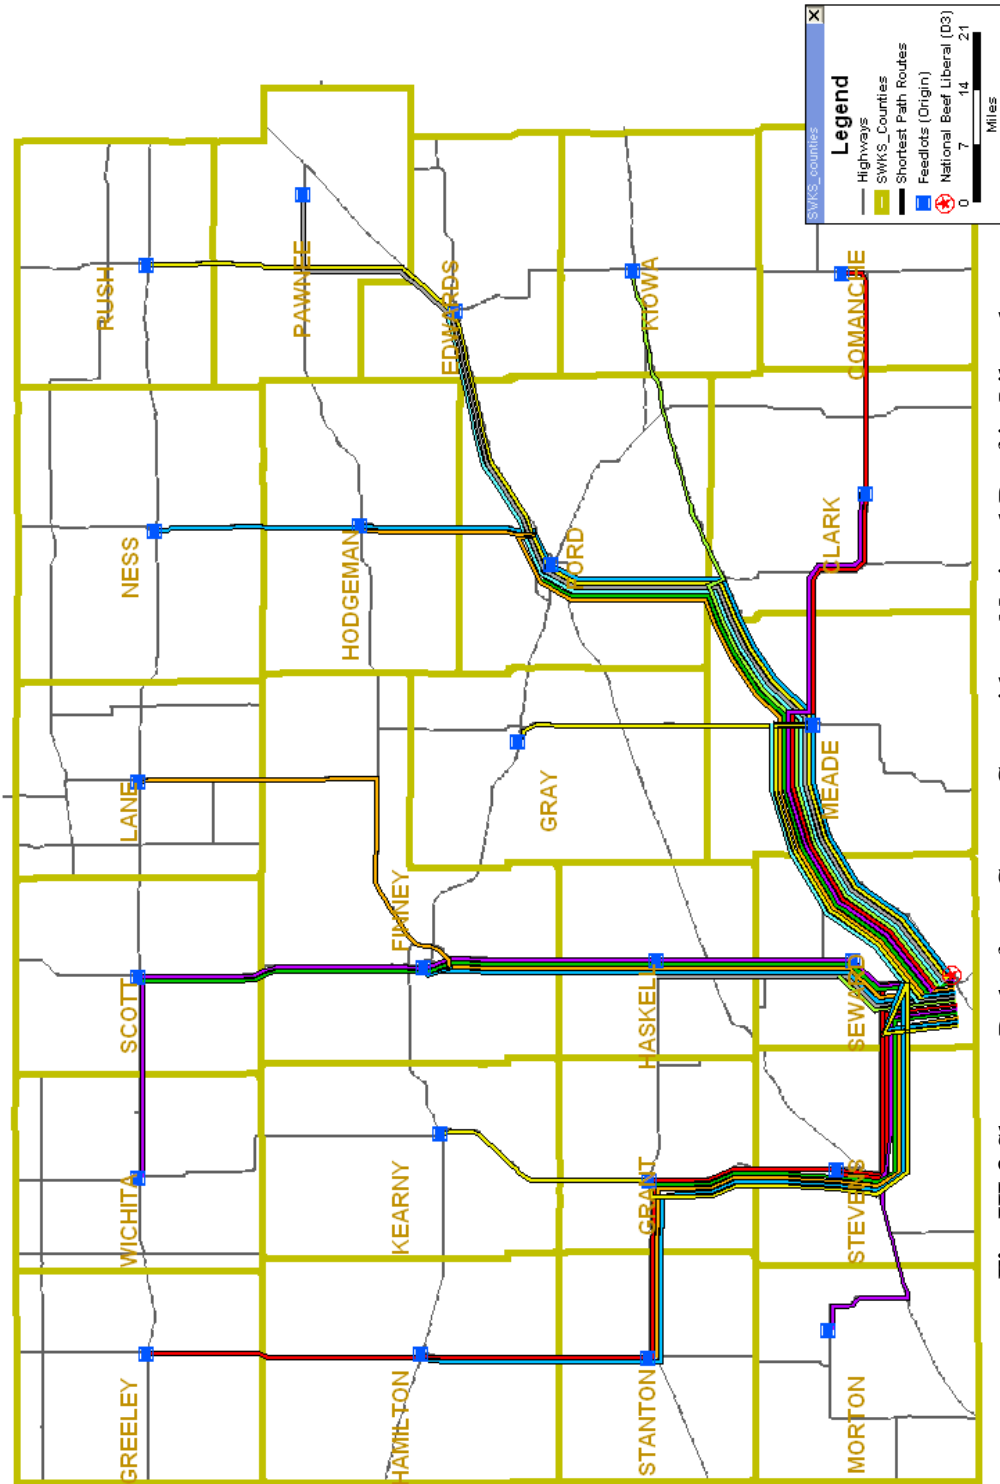 GREELEY
WICHITA
SCOTT
LANE
NESS
RUSH
HAMILTON
KEARNY
FINNEY
HODGEMAN
PAWNEE
GRAY
FORD
EDWARDS
STANTON
GRANT
HASKELL
KIOWA
MORTON
STEVENS
SEWARD
MEADE
CLARK
COMANCHE
SWKS_counties
Legend
Highways
SWKS_Counties
Shortest Path Routes
Feedlots (Origin)
National Beef Liberal (D3)
0 7 14 21
Miles